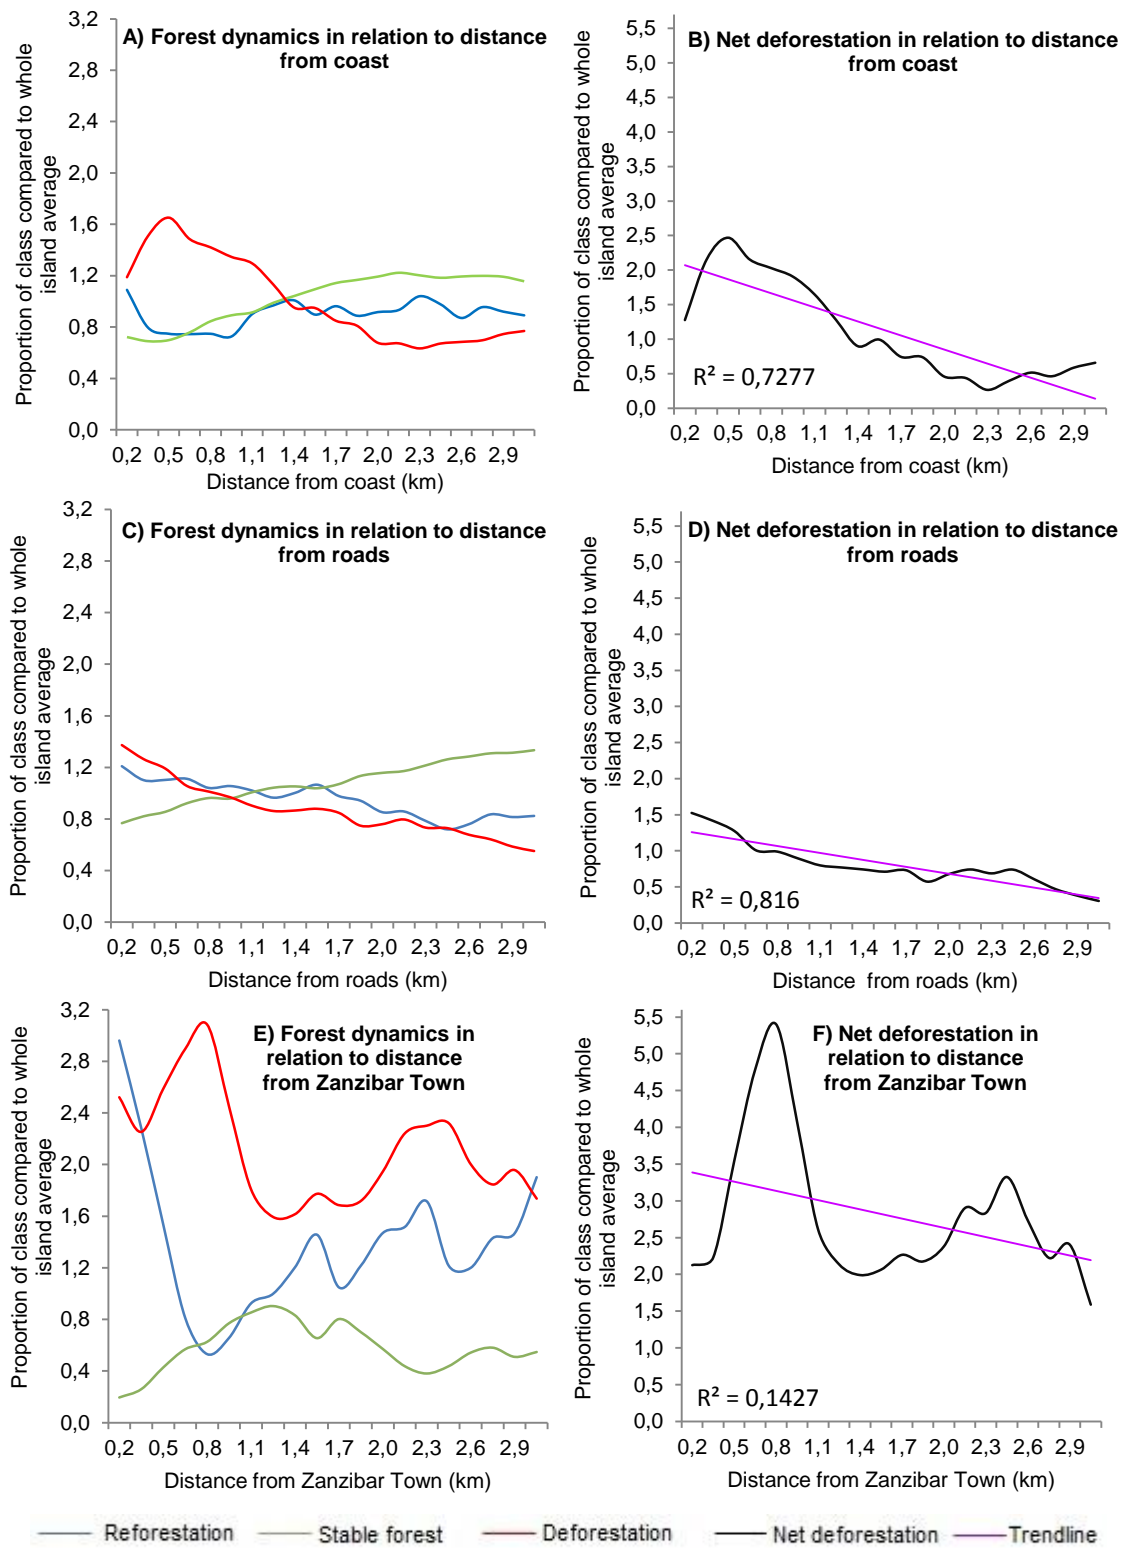 A) Forest dynamics in relation to distance
from coast
Proportion of class compared to whole
island average
3,2
2,8
2,4
2,0
1,6
1,2
0,8
0,4
0,0
0,2 0,5 0,8 1,1 1,4 1,7 2,0 2,3 2,6 2,9
Distance from coast (km)
B) Net deforestation in relation to distance
from coast
Proportion of class compared to whole
island average
5,5
5,0
4,5
4,0
3,5
3,0
2,5
2,0
1,5
1,0
0,5
0,0
R² = 0,7277
0,2 0,5 0,8 1,1 1,4 1,7 2,0 2,3 2,6 2,9
Distance from coast (km)
C) Forest dynamics in relation to distance
from roads
Proportion of class compared to whole
island average
3,2
2,8
2,4
2,0
1,6
1,2
0,8
0,4
0,0
0,2 0,5 0,8 1,1 1,4 1,7 2,0 2,3 2,6 2,9
Distance from roads (km)
D) Net deforestation in relation to distance
from roads
Proportion of class compared to whole
island average
5,5
5,0
4,5
4,0
3,5
3,0
2,5
2,0
1,5
1,0
0,5
0,0
R² = 0,816
0,2 0,5 0,8 1,1 1,4 1,7 2,0 2,3 2,6 2,9
Distance from roads (km)
E) Forest dynamics in
relation to distance
from Zanzibar Town
Proportion of class compared to whole
island average
3,2
2,8
2,4
2,0
1,6
1,2
0,8
0,4
0,0
0,2 0,5 0,8 1,1 1,4 1,7 2,0 2,3 2,6 2,9
Distance from Zanzibar Town (km)
F) Net deforestation in
relation to distance
from Zanzibar Town
Proportion of class compared to whole
island average
5,5
5,0
4,5
4,0
3,5
3,0
2,5
2,0
1,5
1,0
0,5
0,0
R² = 0,1427
0,2 0,5 0,8 1,1 1,4 1,7 2,0 2,3 2,6 2,9
Distance from Zanzibar Town (km)
Reforestation Stable forest Deforestation Net deforestation Trendline